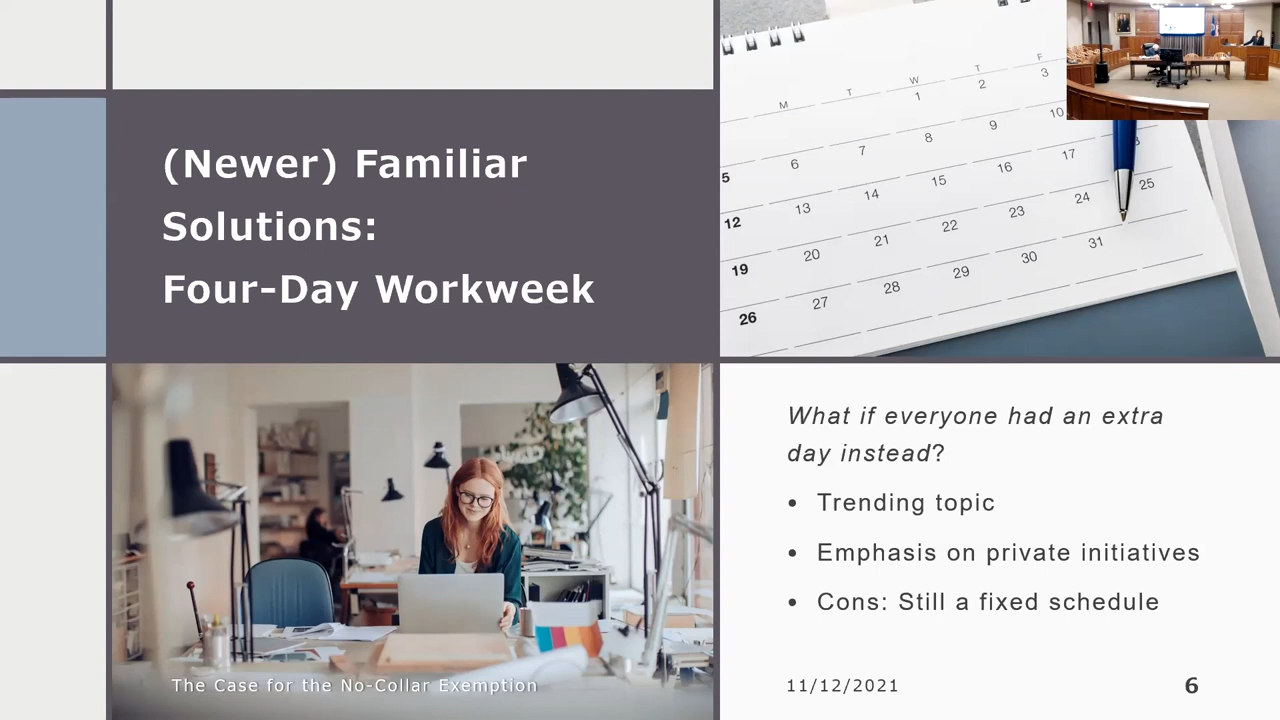 (Newer) Familiar
Solutions:
Four-Day Workweek
M T W T F
1 2 3
5 6 7 8 9 10
12 13 14 15 16 17
19 20 21 22 23 24 25
26 27 28 29 30 31
What if everyone had an extra
day instead?
• Trending topic
• Emphasis on private initiatives
• Cons: Still a fixed schedule
The Case for the No-Collar Exemption
11/12/2021
6